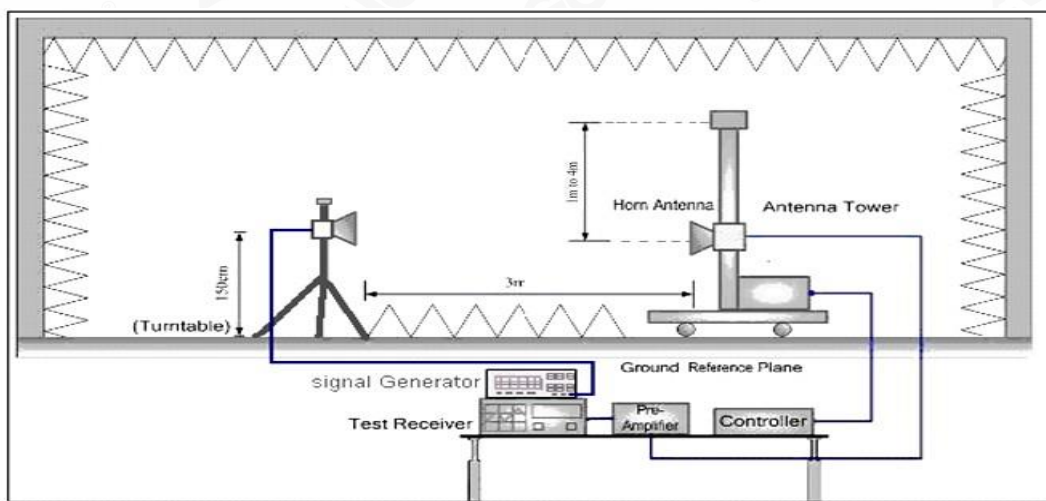 1m to 4m
Horn Antenna
Antenna Tower
150cm
3m
(Turntable)
Ground Reference Plane
signal Generator
Test Receiver
Pre-
Amplifier
Controller